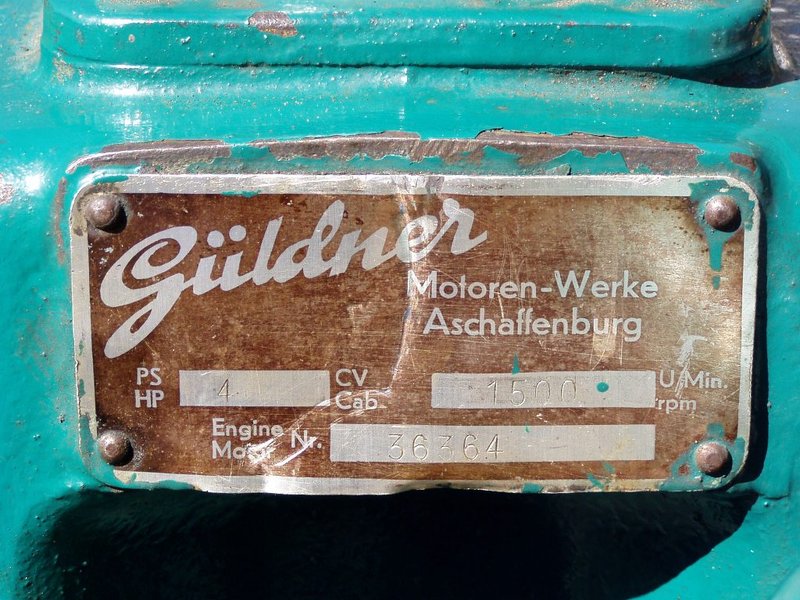 Güldner
Motoren-Werke
Aschaffenburg
PS 4 CV 1500 U/Min.
HP Cab. rpm
Engine Nr. 36364
Motor